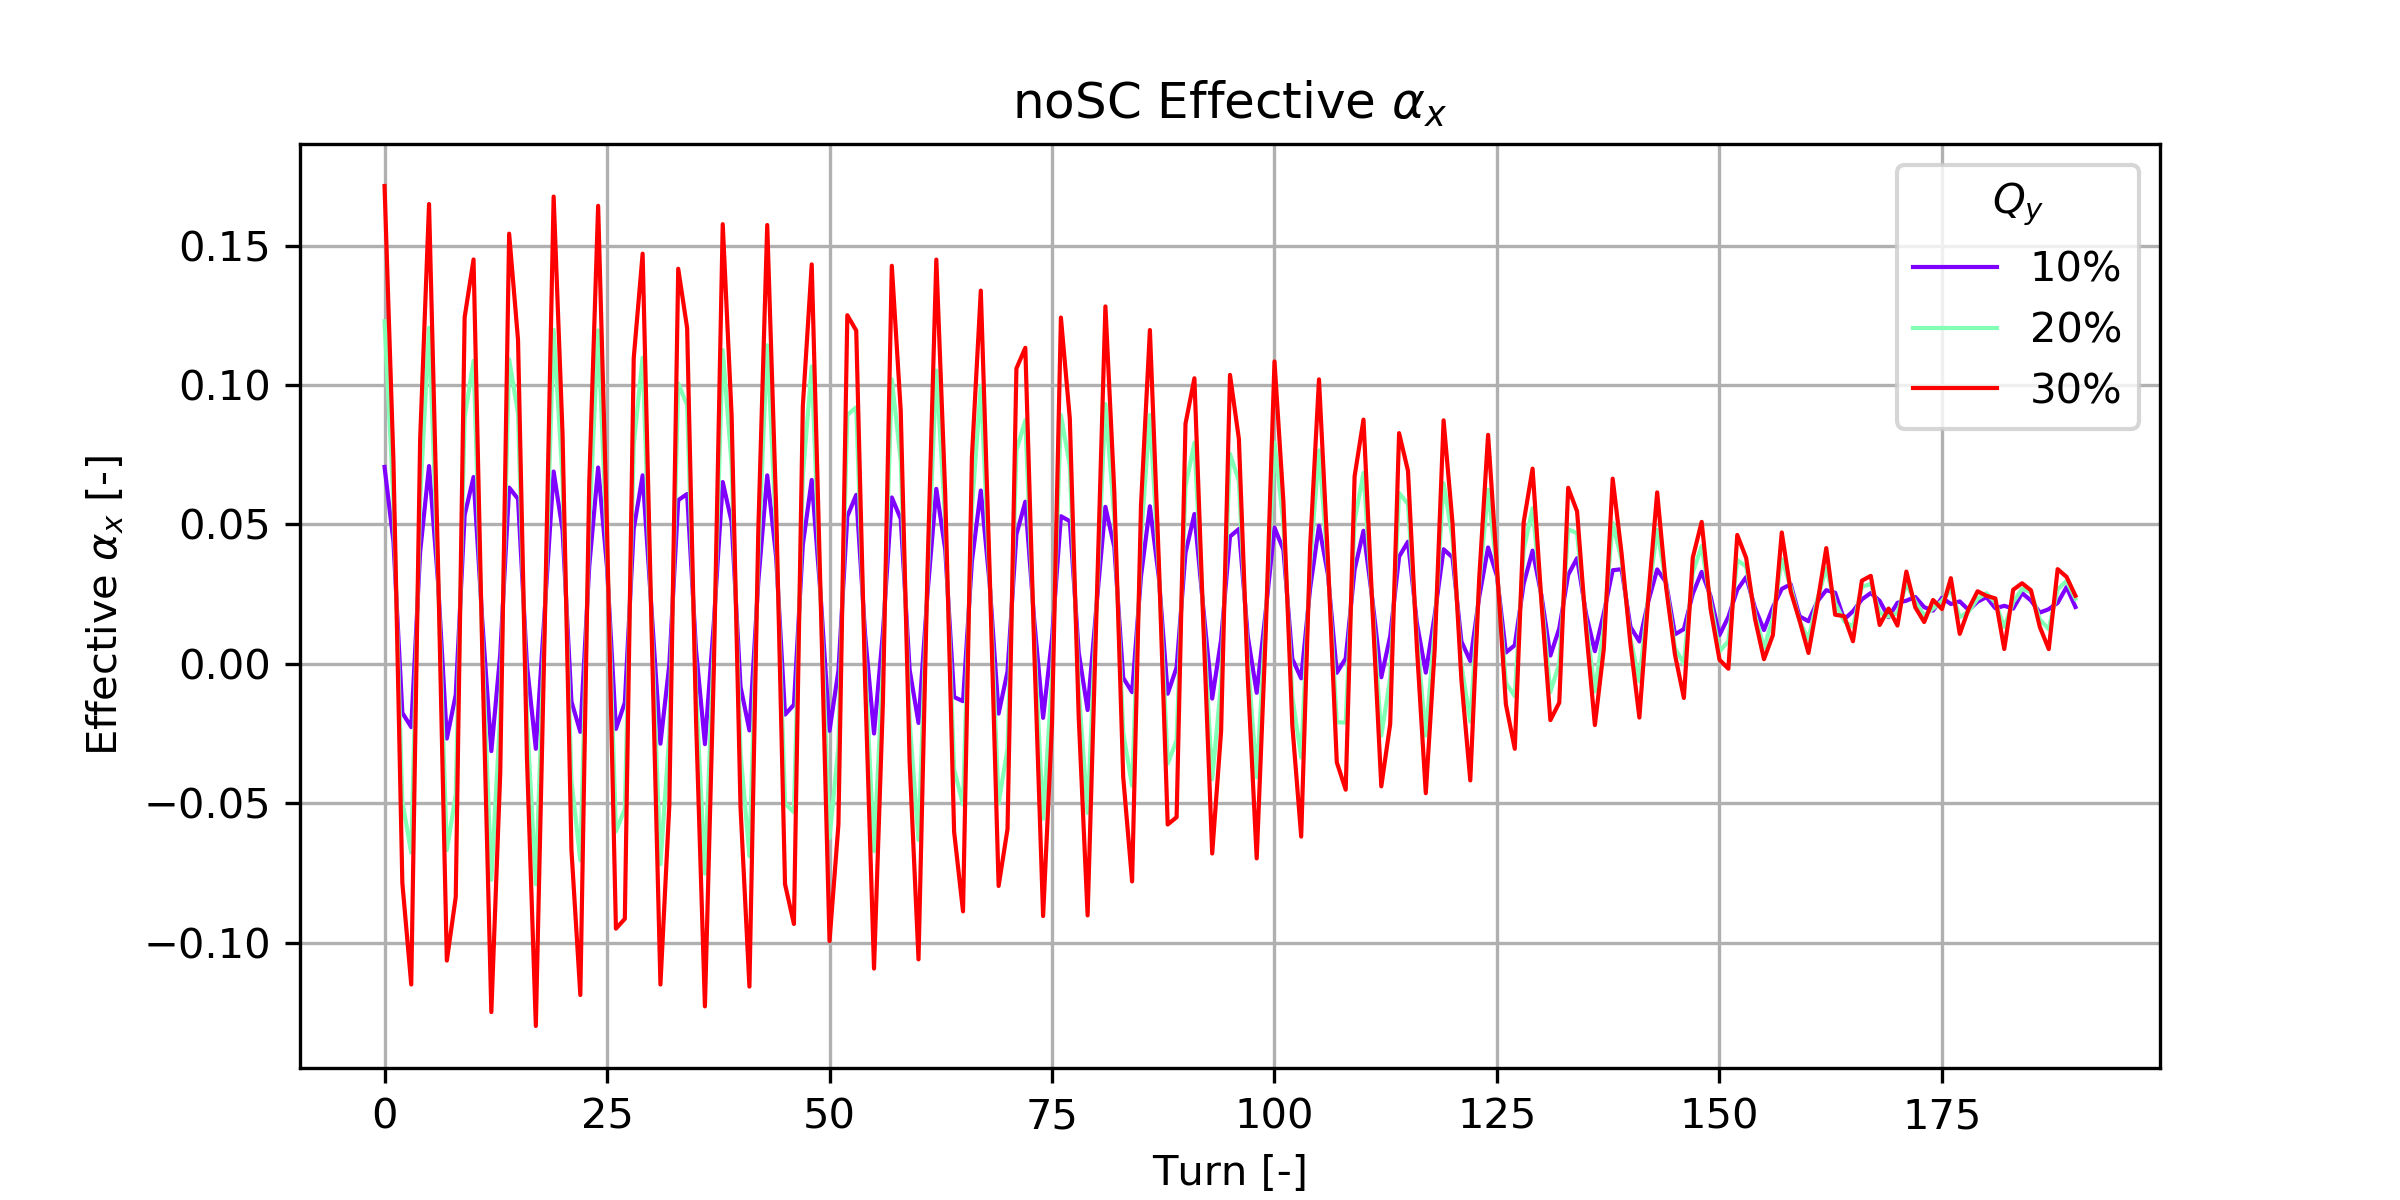 noSC Effective αₓ
Effective αₓ [-]
0.15
0.10
0.05
0.00
−0.05
−0.10
Q_y
10%
20%
30%
0 25 50 75 100 125 150 175
Turn [-]